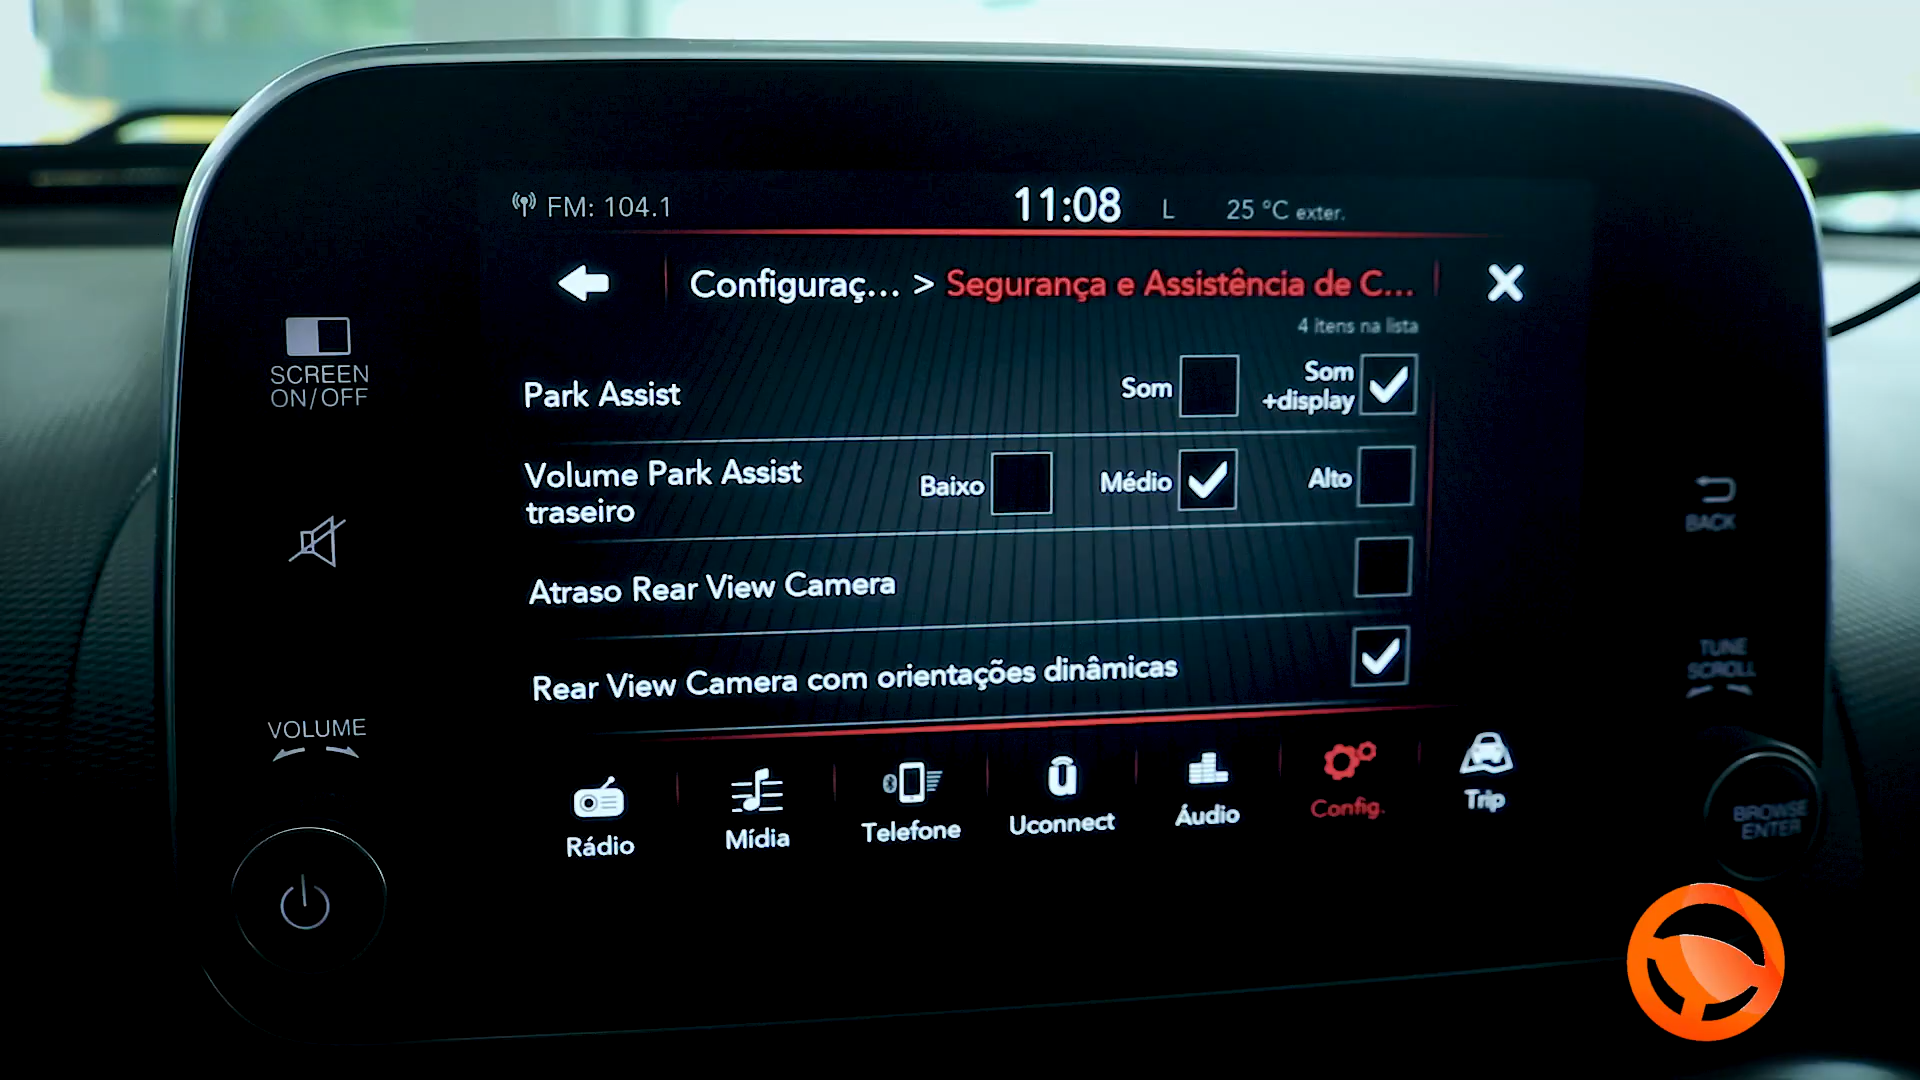 FM: 104.1
11:08
L
25 °C exter.
Configuraç... > Segurança e Assistência de C...
4 itens na lista
SCREEN
ON/OFF
Park Assist
Som
Som
+display
Volume Park Assist
traseiro
Baixo
Médio
Alto
BACK
Atraso Rear View Camera
Rear View Camera com orientações dinâmicas
TUNE
SCROLL
VOLUME
Rádio
Mídia
Telefone
Uconnect
Áudio
Config.
Trip
BROWSE
ENTER